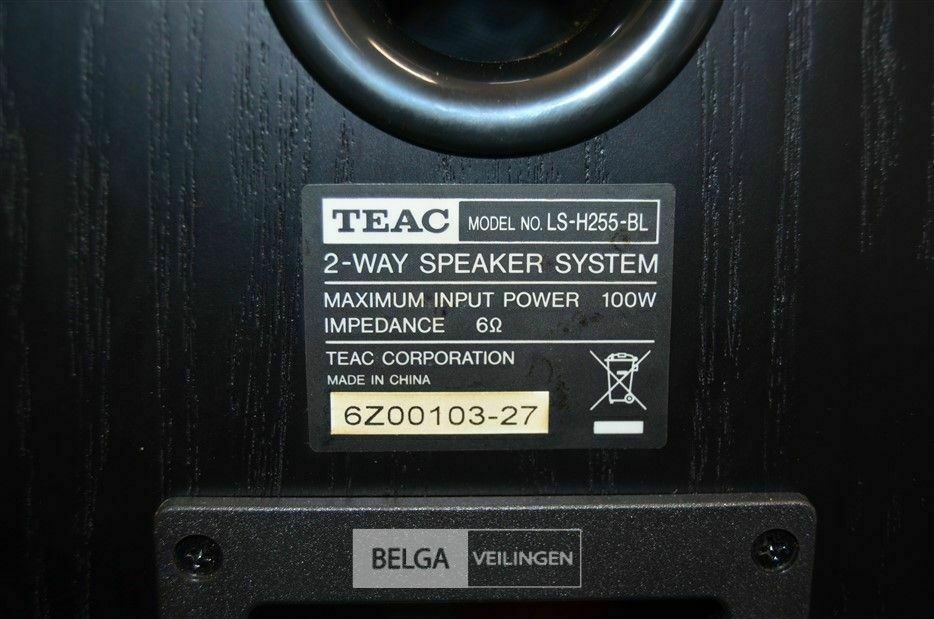 TEAC MODEL NO. LS-H255-BL
2-WAY SPEAKER SYSTEM
MAXIMUM INPUT POWER 100W
IMPEDANCE 6Ω
TEAC CORPORATION
MADE IN CHINA
6Z00103-27
BELGA VEILINGEN